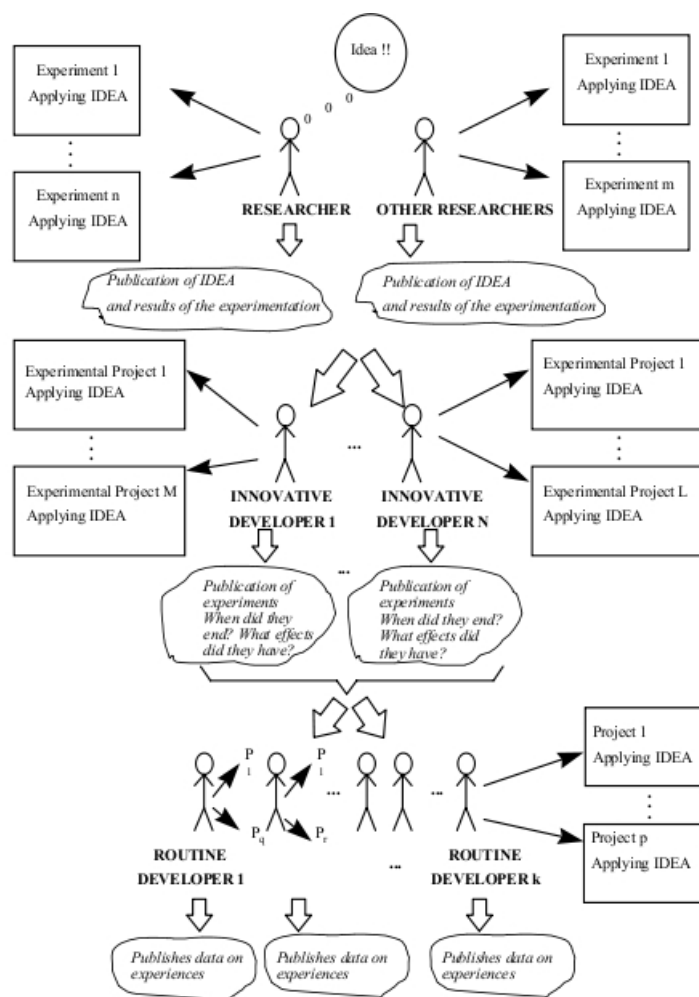 Idea !!
Experiment 1
Applying IDEA
Experiment n
Applying IDEA
0
0
0
Experiment 1
Applying IDEA
Experiment m
Applying IDEA
RESEARCHER
OTHER RESEARCHERS
Publication of IDEA
and results of the experimentation
Publication of IDEA
and results of the experimentation
Experimental Project 1
Applying IDEA
Experimental Project M
Applying IDEA
...
Experimental Project 1
Applying IDEA
Experimental Project L
Applying IDEA
INNOVATIVE
DEVELOPER 1
INNOVATIVE
DEVELOPER N
Publication of
experiments
When did they
end? What effects
did they have?
...
Publication of
experiments
When did they end?
What effects did
they have?
P
1
Pq
P
1
Pr
...
...
Project 1
Applying IDEA
Project p
Applying IDEA
ROUTINE
DEVELOPER 1
...
ROUTINE
DEVELOPER k
Publishes data on
experiences
Publishes data on
experiences
Publishes data on
experiences